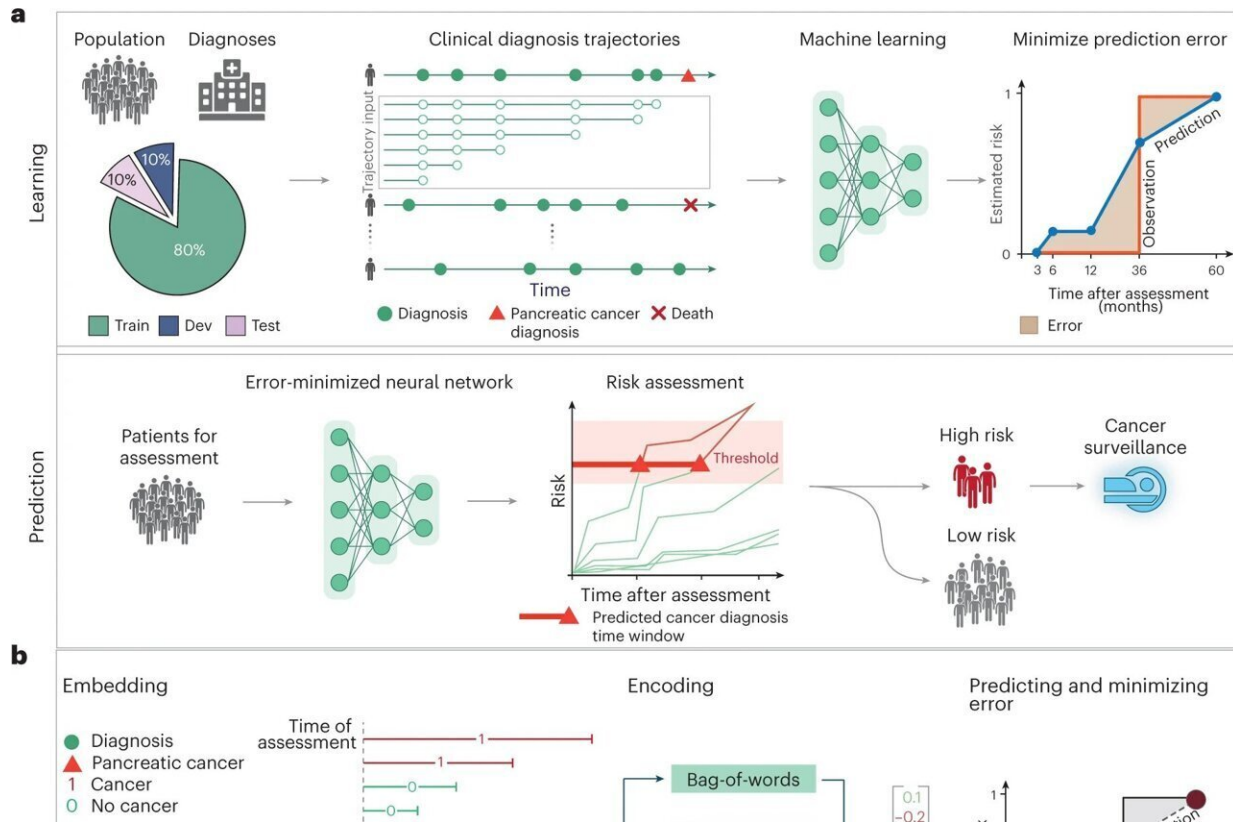 a
Learning
Population
Diagnoses
10%
10%
80%
Train
Dev
Test
Clinical diagnosis trajectories
Trajectory input
Time
Diagnosis
Pancreatic cancer
diagnosis
Death
Machine learning
Minimize prediction error
Estimated risk
1
0
Observation
Prediction
3 6 12 36 60
Time after assessment
(months)
Error
Prediction
Patients for
assessment
Error-minimized neural network
Risk assessment
Risk
Threshold
Time after assessment
Predicted cancer diagnosis
time window
High risk
Low risk
Cancer
surveillance
b
Embedding
Diagnosis
Pancreatic cancer
1 Cancer
0 No cancer
Time of
assessment
1
1
0
0
Encoding
Bag-of-words
0.1
−0.2
Predicting and minimizing
error
1